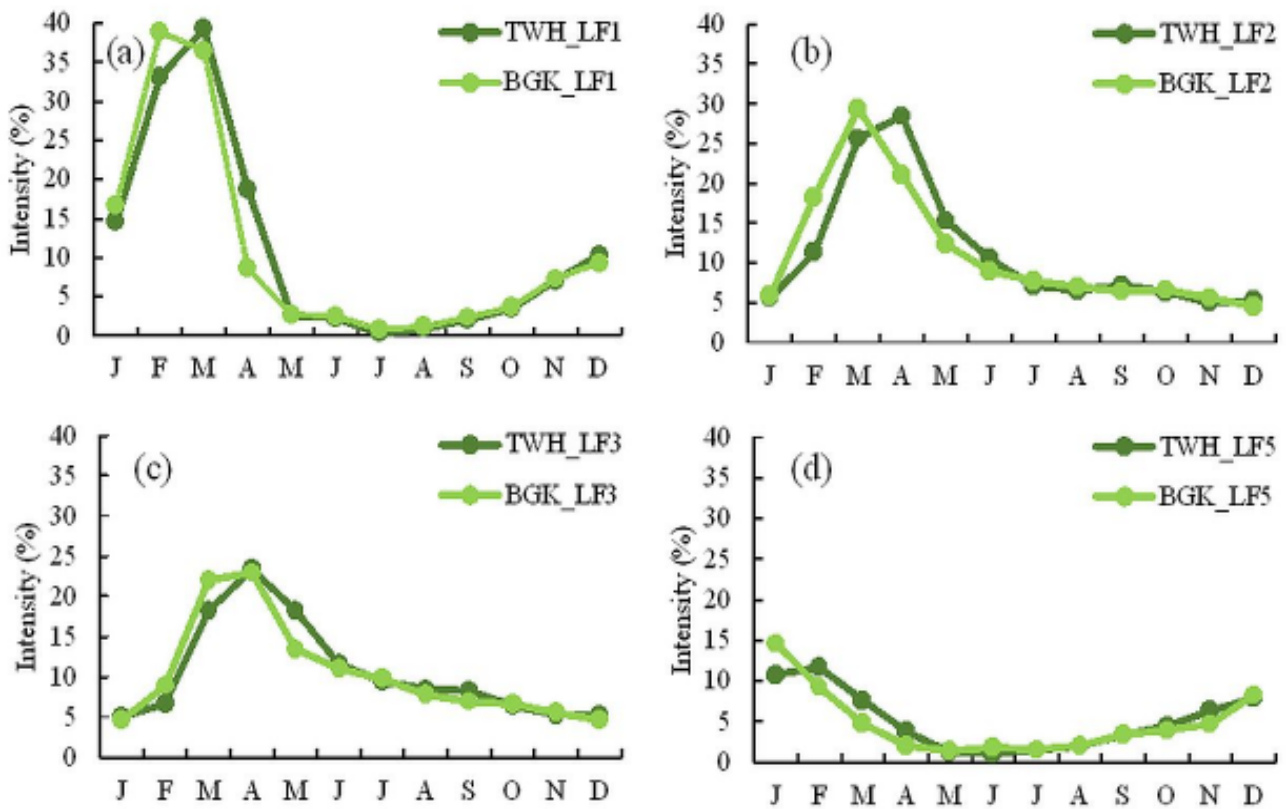 (a)
TWH_LF1
BGK_LF1
Intensity (%)
40
35
30
25
20
15
10
5
0
J F M A M J J A S O N D
(b)
TWH_LF2
BGK_LF2
Intensity (%)
40
35
30
25
20
15
10
5
0
J F M A M J J A S O N D
(c)
TWH_LF3
BGK_LF3
Intensity (%)
40
35
30
25
20
15
10
5
0
J F M A M J J A S O N D
(d)
TWH_LF5
BGK_LF5
Intensity (%)
40
35
30
25
20
15
10
5
0
J F M A M J J A S O N D